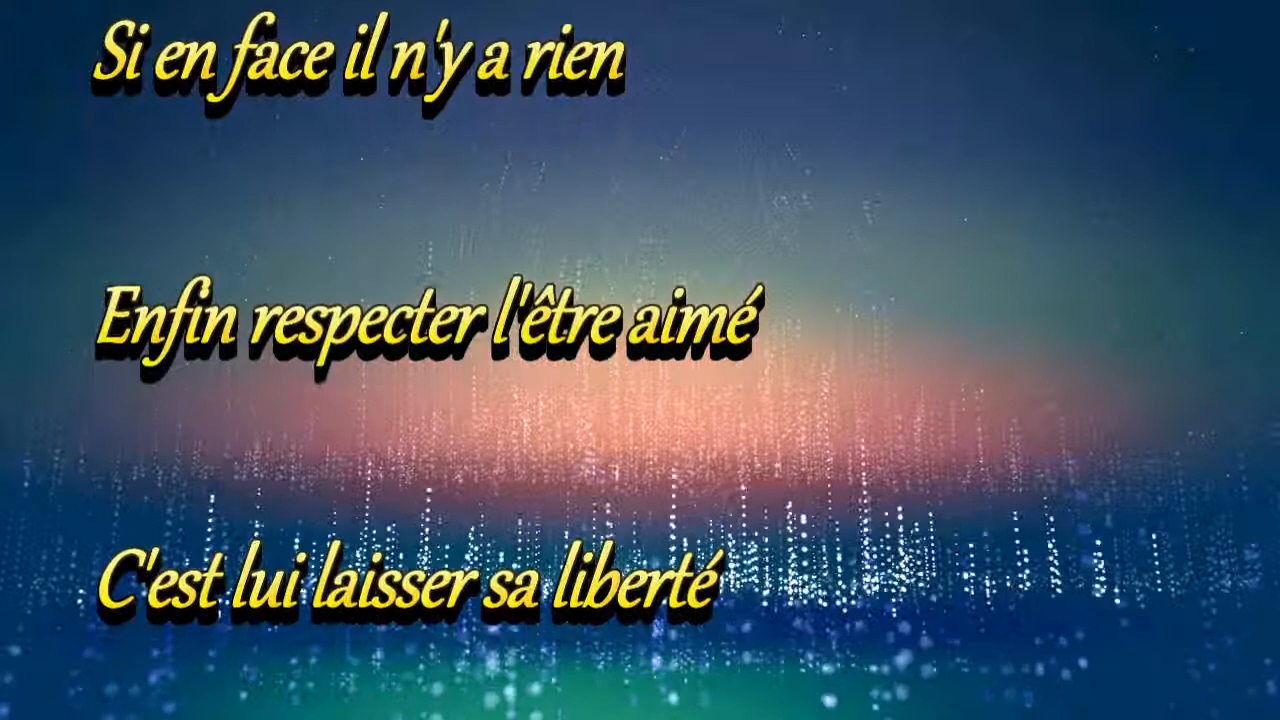 Si en face il n'y a rien
Enfin respecter l'être aimé
C'est lui laisser sa liberté